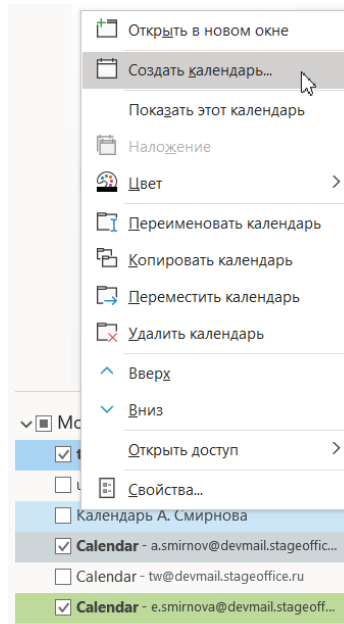 Открыть в новом окне
Создать календарь...
Показать этот календарь
Наложение
Цвет
Переименовать календарь
Копировать календарь
Переместить календарь
Удалить календарь
Вверх
Вниз
Открыть доступ
Свойства...
Календарь А. Смирнова
Calendar - a.smirnov@devmail.stageoffic...
Calendar - tw@devmail.stageoffice.ru
Calendar - e.smirnova@devmail.stageoff...